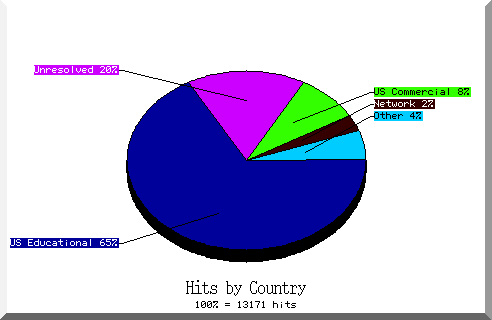 Unresolved 20%
US Commercial 8%
Network 2%
Other 4%
US Educational 65%
Hits by Country
100% = 13171 hits